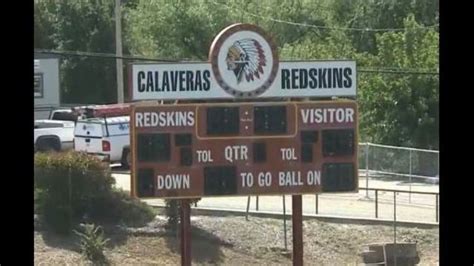 CALAVERAS REDSKINS
REDSKINS VISITOR
TOL QTR TOL
DOWN TO GO BALL ON